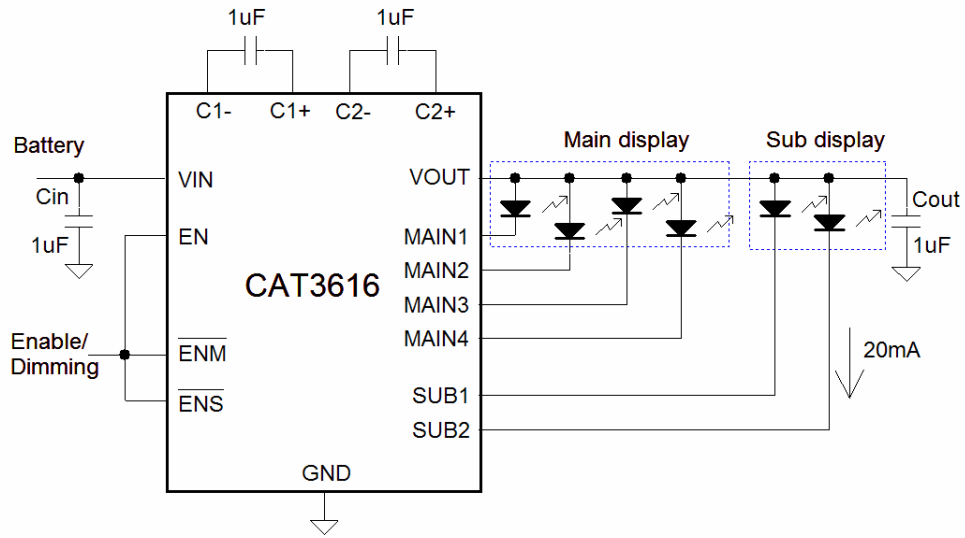 1uF
1uF
C1-
C1+
C2-
C2+
Battery
Cin
1uF
VIN
EN
Enable/
Dimming
ENM
ENS
CAT3616
GND
VOUT
MAIN1
MAIN2
MAIN3
MAIN4
SUB1
SUB2
Main display
Sub display
Cout
1uF
20mA